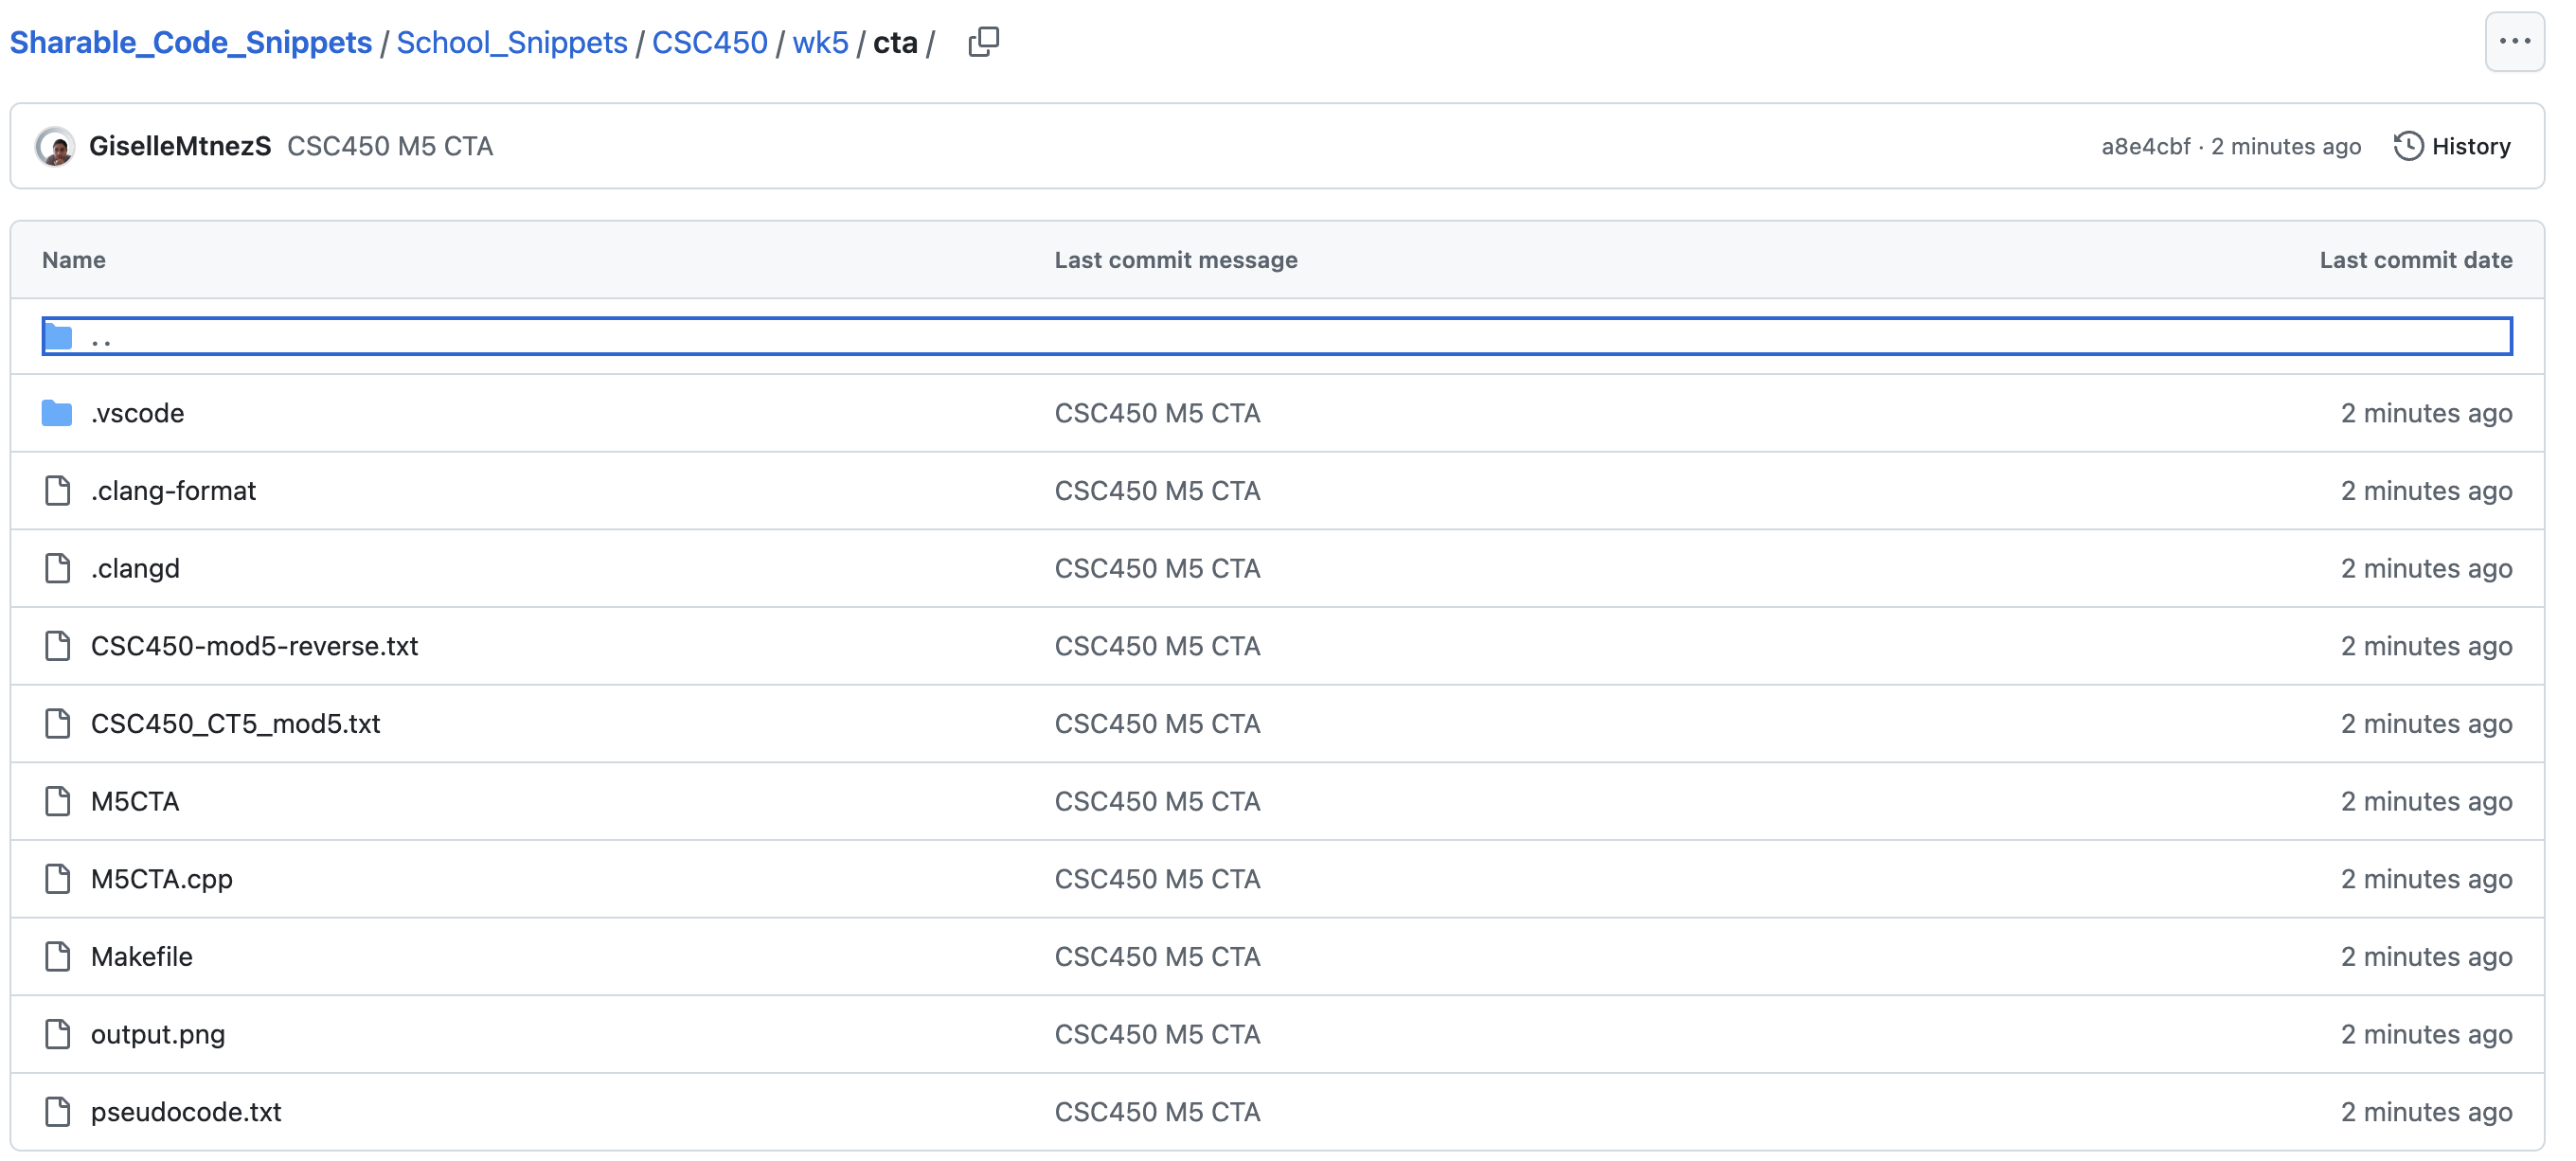 Sharable_Code_Snippets / School_Snippets / CSC450 / wk5 / cta /
GiselleMtnezS CSC450 M5 CTA a8e4cbf · 2 minutes ago History
Name Last commit message Last commit date
..
.vscode CSC450 M5 CTA 2 minutes ago
.clang-format CSC450 M5 CTA 2 minutes ago
.clangd CSC450 M5 CTA 2 minutes ago
CSC450-mod5-reverse.txt CSC450 M5 CTA 2 minutes ago
CSC450_CT5_mod5.txt CSC450 M5 CTA 2 minutes ago
M5CTA CSC450 M5 CTA 2 minutes ago
M5CTA.cpp CSC450 M5 CTA 2 minutes ago
Makefile CSC450 M5 CTA 2 minutes ago
output.png CSC450 M5 CTA 2 minutes ago
pseudocode.txt CSC450 M5 CTA 2 minutes ago